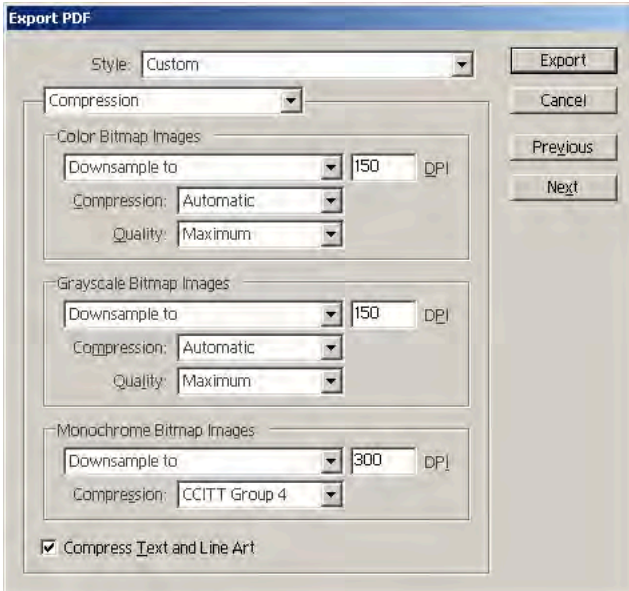 Export PDF
Style: Custom
Export
Compression
Cancel
Color Bitmap Images
Previous
Downsample to 150 DPI
Next
Compression: Automatic
Quality: Maximum
Grayscale Bitmap Images
Downsample to 150 DPI
Compression: Automatic
Quality: Maximum
Monochrome Bitmap Images
Downsample to 300 DPI
Compression: CCITT Group 4
Compress Text and Line Art